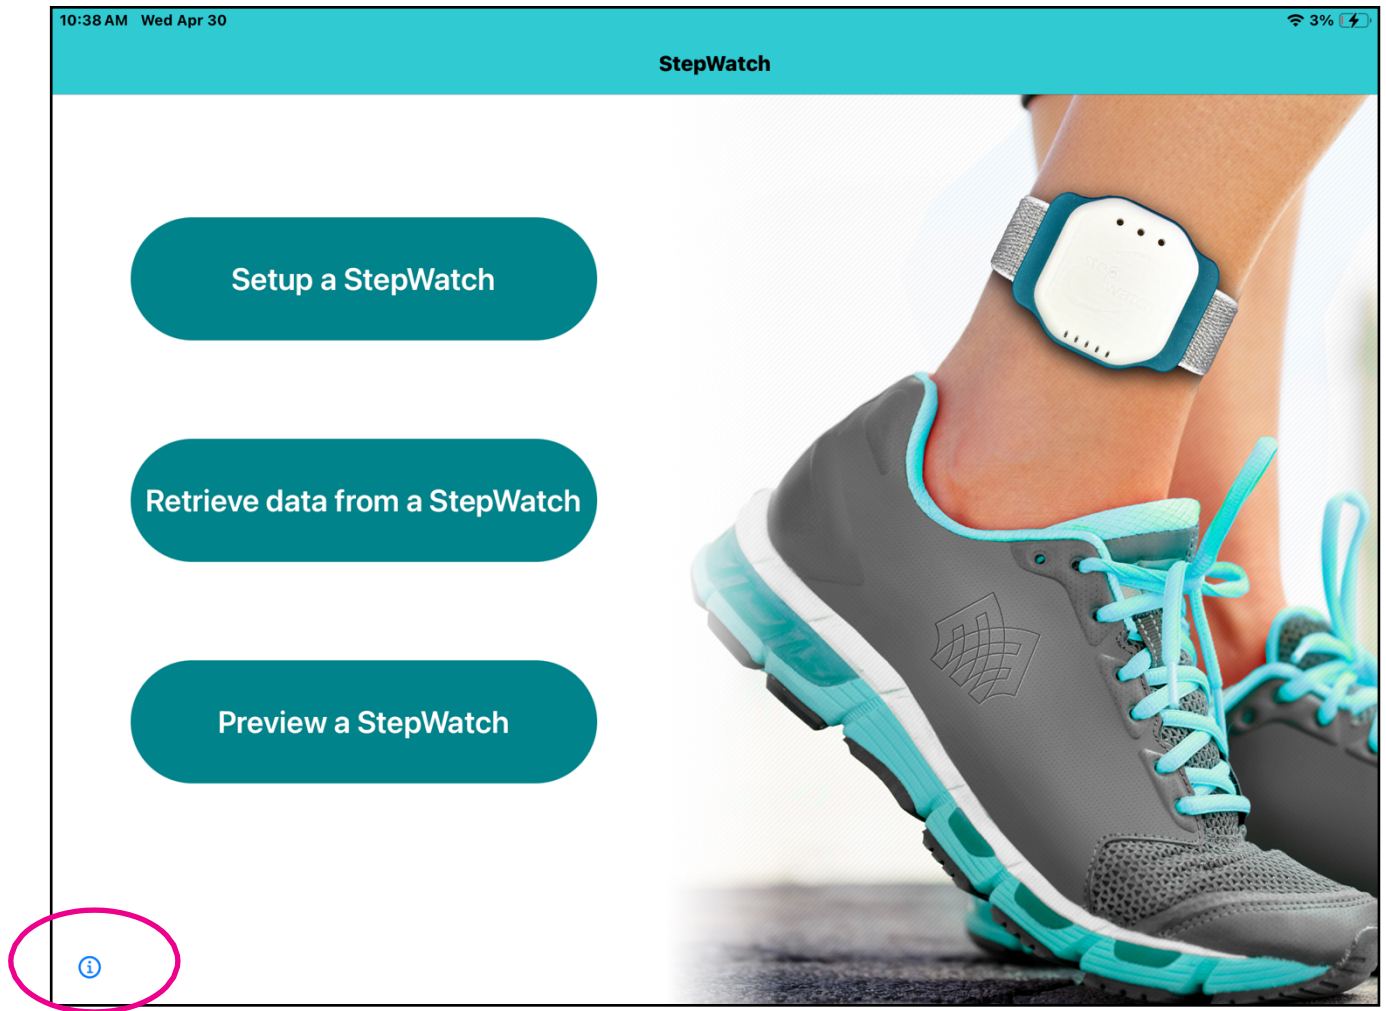 10:38 AM Wed Apr 30
3%
StepWatch
Setup a StepWatch
Retrieve data from a StepWatch
Preview a StepWatch